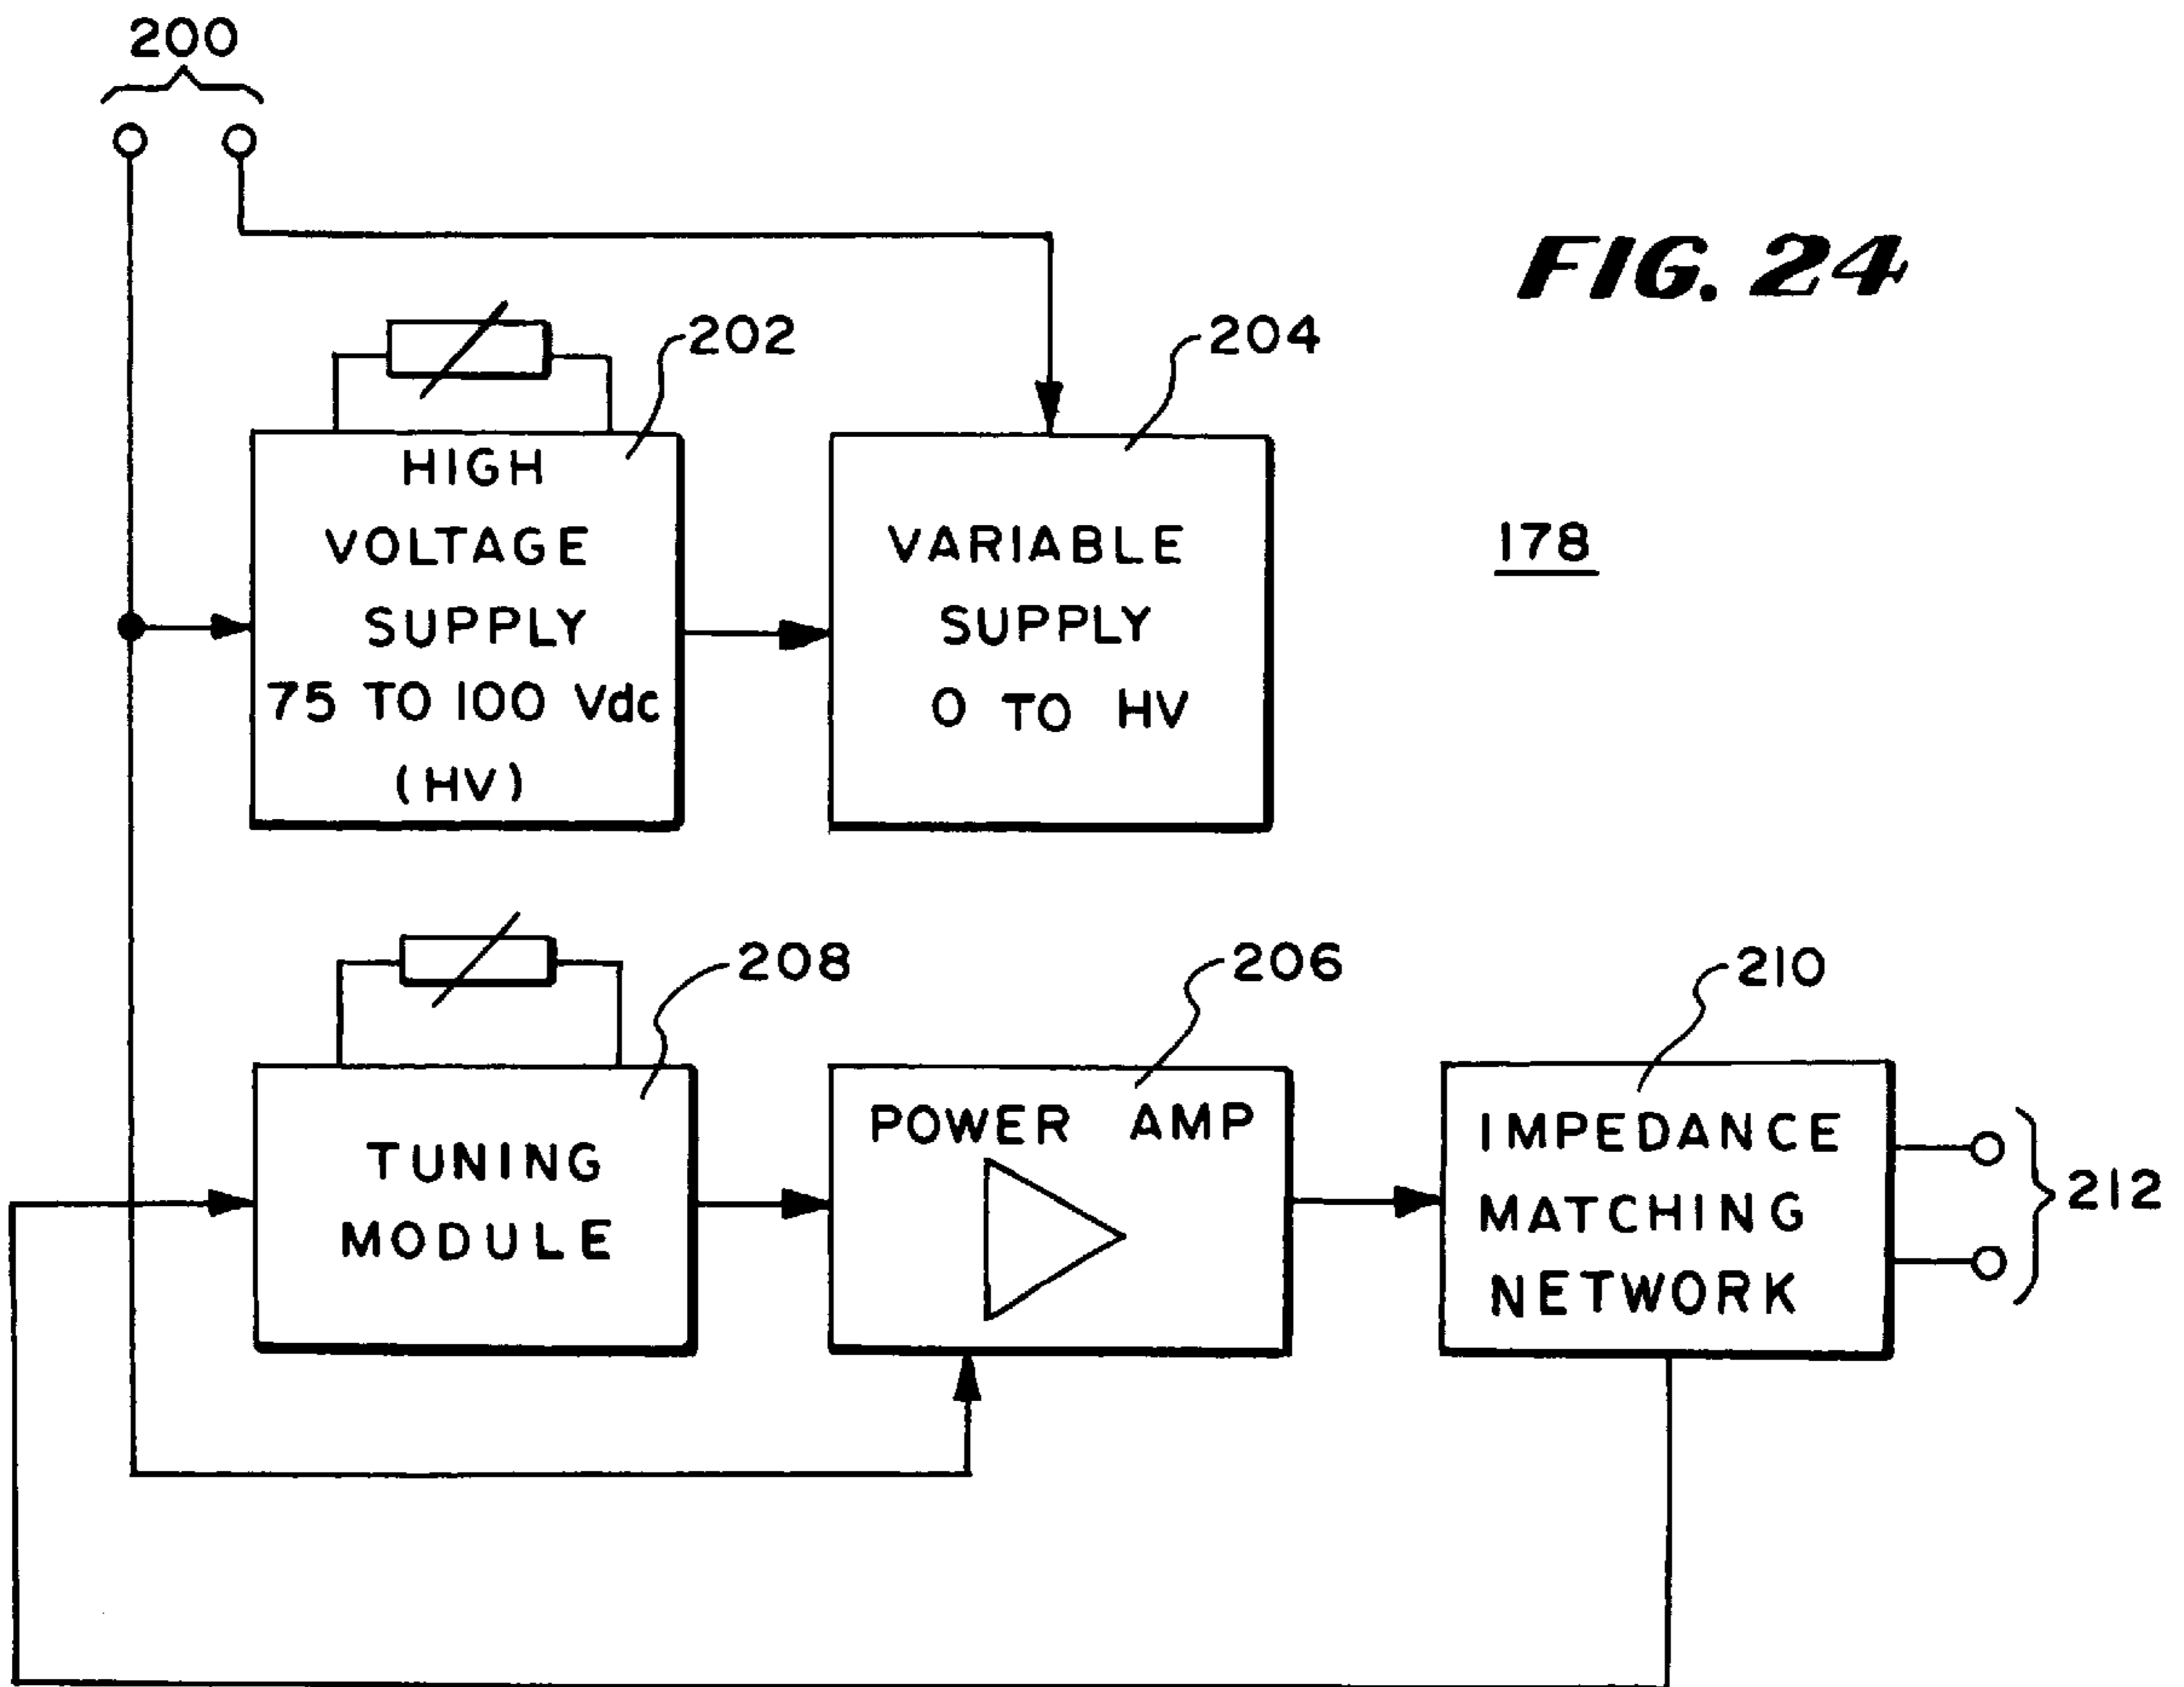 200
FIG. 24
202
204
HIGH
VOLTAGE
SUPPLY
75 TO 100 Vdc
(HV)
VARIABLE
SUPPLY
0 TO HV
178
208
206
210
TUNING
MODULE
POWER AMP
IMPEDANCE
MATCHING
NETWORK
212